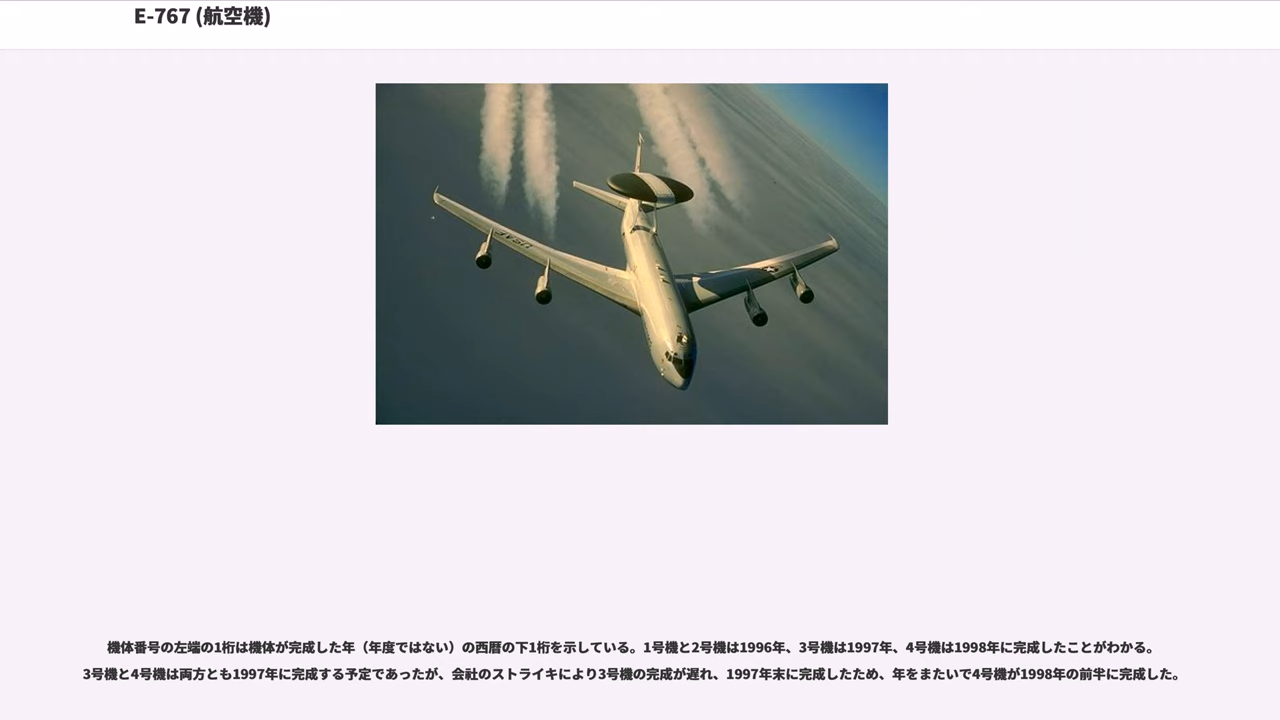 E-767 (航空機)
USAF
機体番号の左端の1桁は機体が完成した年（年度ではない）の西暦の下1桁を示している。1号機と2号機は1996年、3号機は1997年、4号機は1998年に完成したことがわかる。
3号機と4号機は両方とも1997年に完成する予定であったが、会社のストライキにより3号機の完成が遅れ、1997年末に完成したため、年をまたいで4号機が1998年の前半に完成した。